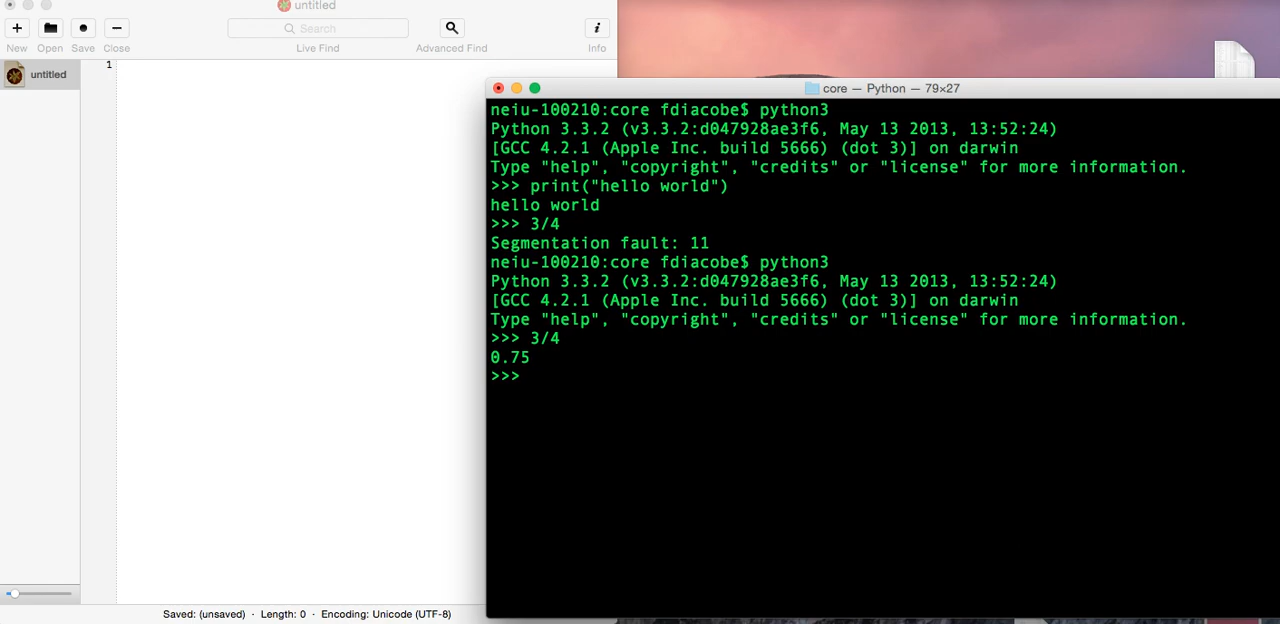 untitled
Search
New Open Save Close
Live Find
Advanced Find
Info
untitled
1
core — Python — 79×27
neiu-100210:core fdiacobe$ python3
Python 3.3.2 (v3.3.2:d047928ae3f6, May 13 2013, 13:52:24)
[GCC 4.2.1 (Apple Inc. build 5666) (dot 3)] on darwin
Type "help", "copyright", "credits" or "license" for more information.
>>> print("hello world")
hello world
>>> 3/4
Segmentation fault: 11
neiu-100210:core fdiacobe$ python3
Python 3.3.2 (v3.3.2:d047928ae3f6, May 13 2013, 13:52:24)
[GCC 4.2.1 (Apple Inc. build 5666) (dot 3)] on darwin
Type "help", "copyright", "credits" or "license" for more information.
>>> 3/4
0.75
>>>
Saved: (unsaved) · Length: 0 · Encoding: Unicode (UTF-8)